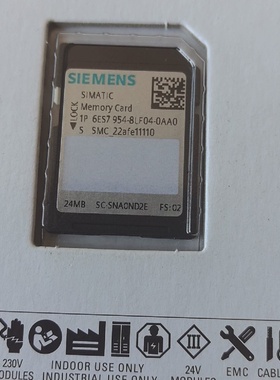 SIEMENS
SIMATIC
Memory Card
1P 6ES7 954-8LF04-0AA0
S SMC_22afe11110
LOCK
24MB SC-SNA0ND2E FS:02
230V MODULES
INDOOR USE ONLY
INDUSTRIAL USE ONLY
24V MODULES
EMC
CABLE